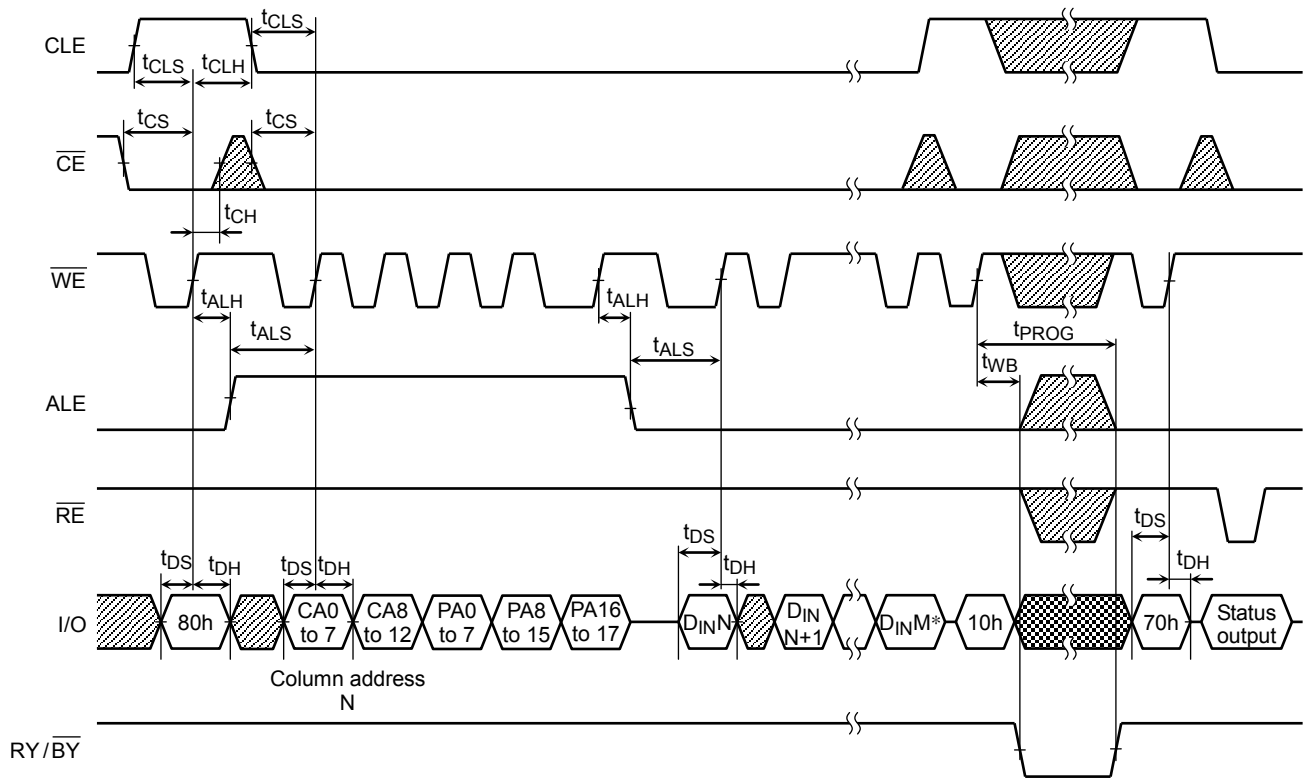 CLE
tCLS
tCLS
tCLH
CE
tCS
tCS
tCH
WE
tALH
tALS
tALH
tALS
tPROG
tWB
ALE
RE
tDS
tDH
tDS
tDH
tDS
tDH
tDS
tDH
I/O
80h
CA0
to 7
CA8
to 12
PA0
to 7
PA8
to 15
PA16
to 17
DINN
DIN
N+1
DINM*
10h
70h
Status
output
Column address
N
RY/BY